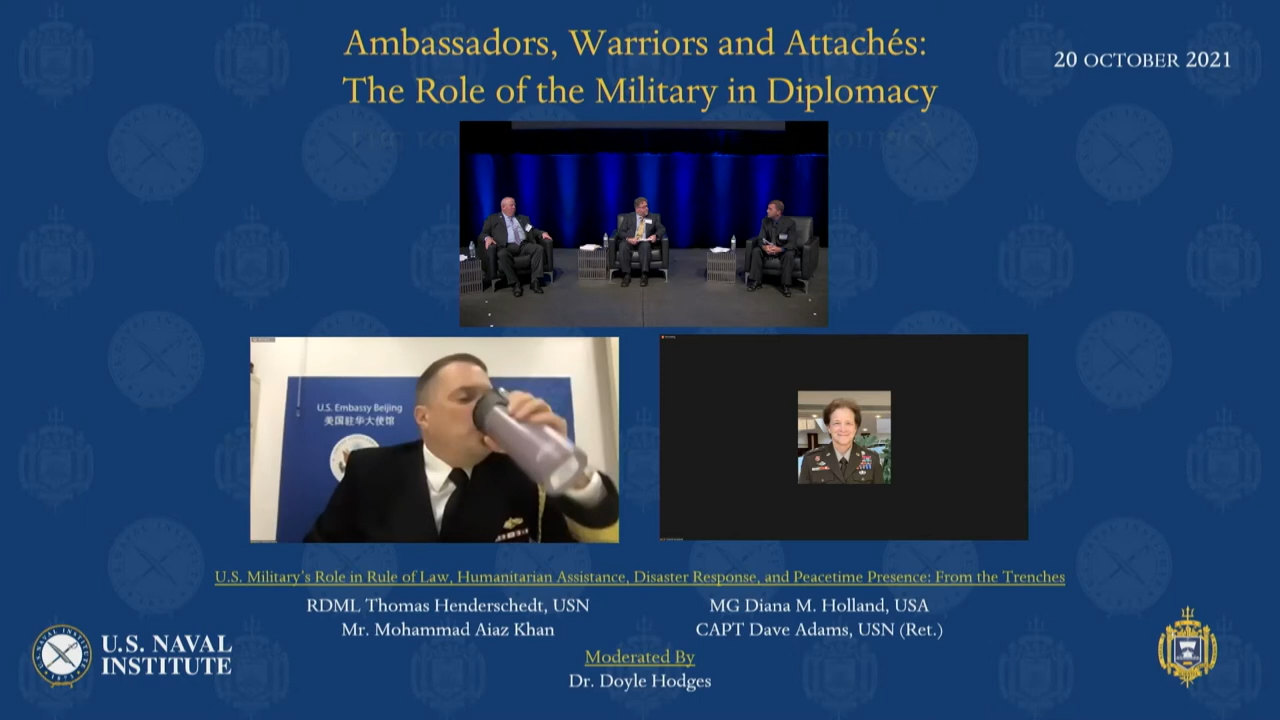 Ambassadors, Warriors and Attachés:
The Role of the Military in Diplomacy
20 OCTOBER 2021
U.S. Embassy Beijing
美国驻华大使馆
U.S. Military's Role in Rule of Law, Humanitarian Assistance, Disaster Response, and Peacetime Presence: From the Trenches
RDML Thomas Henderschedt, USN
MG Diana M. Holland, USA
Mr. Mohammad Aiaz Khan
CAPT Dave Adams, USN (Ret.)
Moderated By
Dr. Doyle Hodges
U.S. NAVAL
INSTITUTE